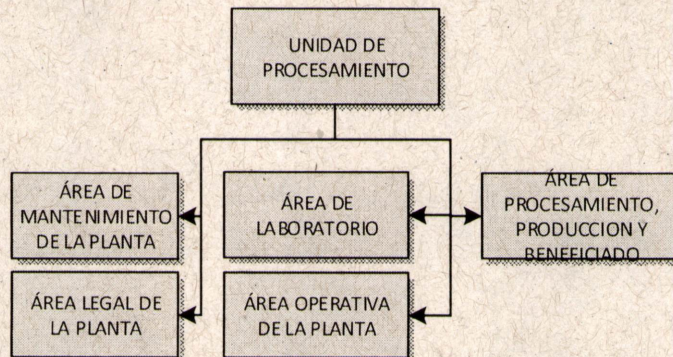 UNIDAD DE
PROCESAMIENTO
ÁREA DE
MANTENIMIENTO
DE LA PLANTA
ÁREA DE
LABORATORIO
ÁREA DE
PROCESAMIENTO,
PRODUCCION Y
BENEFICIADO
ÁREA LEGAL DE
LA PLANTA
ÁREA OPERATIVA
DE LA PLANTA